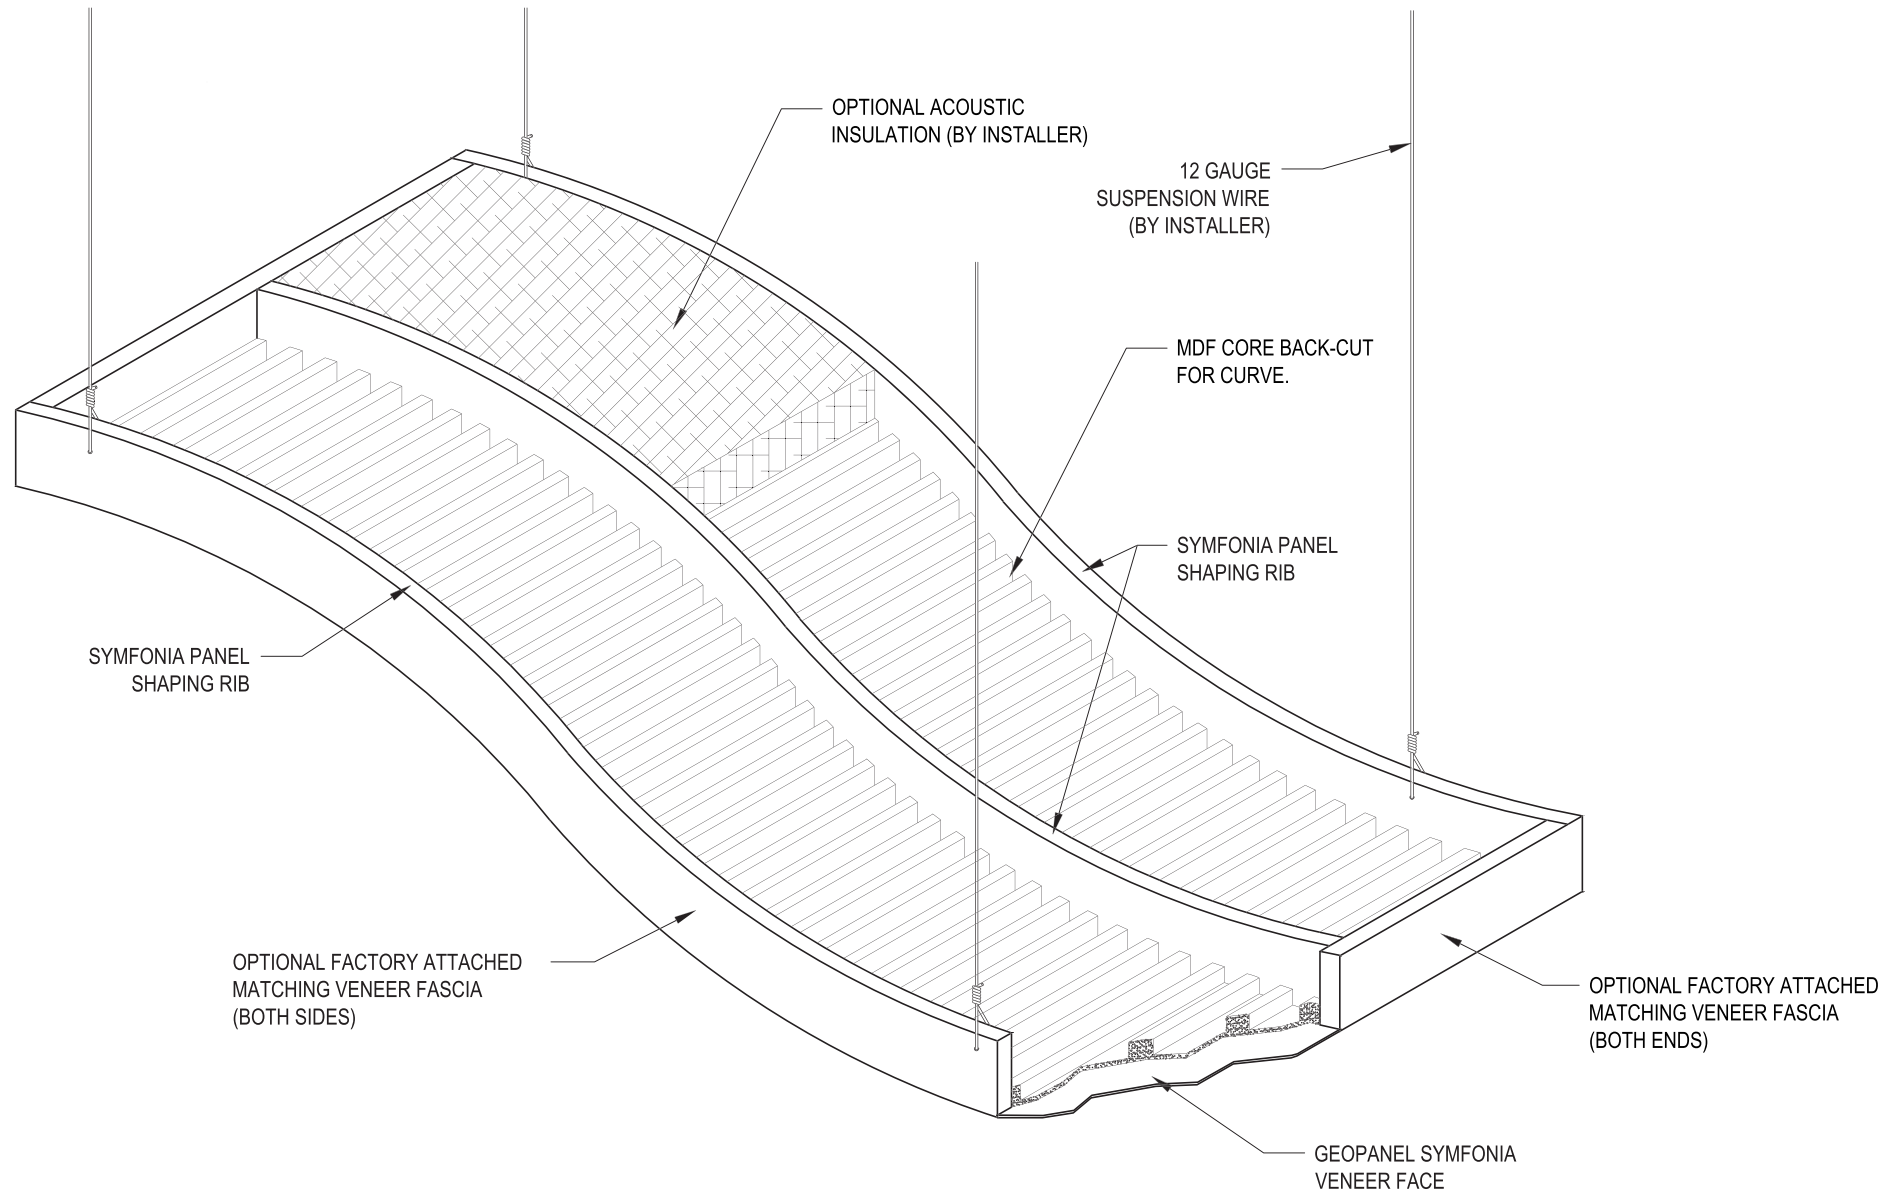 OPTIONAL ACOUSTIC
INSULATION (BY INSTALLER)
12 GAUGE
SUSPENSION WIRE
(BY INSTALLER)
MDF CORE BACK-CUT
FOR CURVE.
SYMFONIA PANEL
SHAPING RIB
SYMFONIA PANEL
SHAPING RIB
OPTIONAL FACTORY ATTACHED
MATCHING VENEER FASCIA
(BOTH SIDES)
OPTIONAL FACTORY ATTACHED
MATCHING VENEER FASCIA
(BOTH ENDS)
GEOPANEL SYMFONIA
VENEER FACE